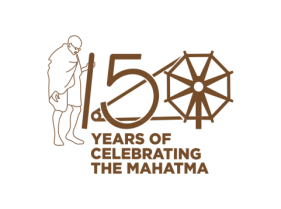 150
YEARS OF
CELEBRATING
THE MAHATMA